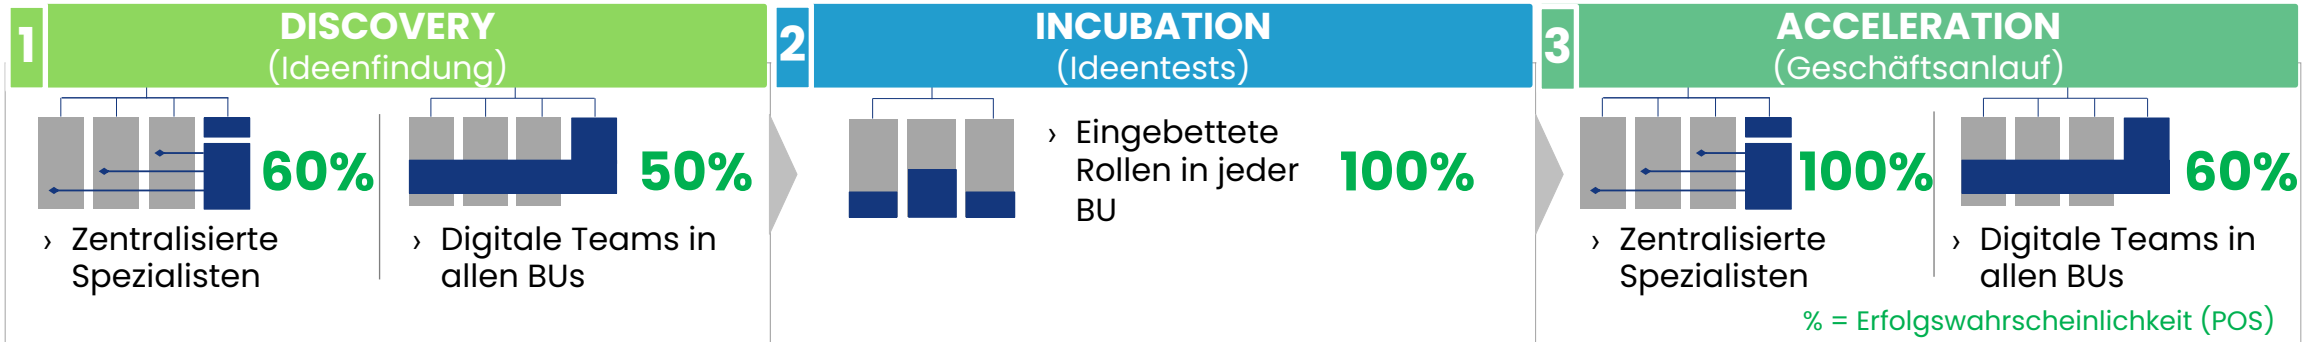 1
DISCOVERY
(Ideenfindung)
60%
› Zentralisierte
Spezialisten
50%
› Digitale Teams in
allen BUs
2
INCUBATION
(Ideentests)
› Eingebettete
Rollen in jeder
BU
100%
3
ACCELERATION
(Geschäftsanlauf)
100%
› Zentralisierte
Spezialisten
60%
› Digitale Teams in
allen BUs
% = Erfolgswahrscheinlichkeit (POS)